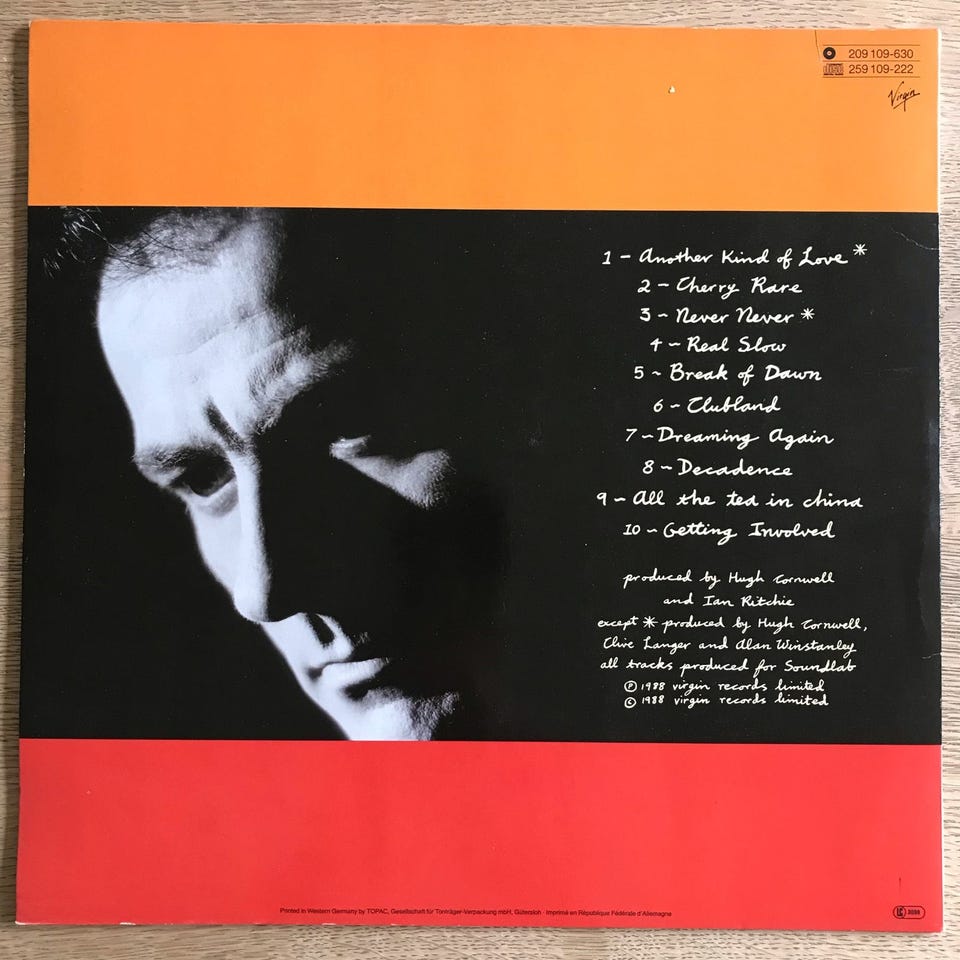 209 109-630
259 109-222
Virgin
1 - Another Kind of Love *
2 - Cherry Rare
3 - Never Never *
4 - Real Slow
5 - Break of Dawn
6 - Clubland
7 - Dreaming Again
8 - Decadence
9 - All the tea in china
10 - Getting Involved
produced by Hugh Cornwell
and Ian Ritchie
except * produced by Hugh Cornwell,
Clive Langer and Alan Winstanley
all tracks produced for Soundlab
℗ 1988 virgin records limited
© 1988 virgin records limited
Printed in Western Germany by TOPAC, Gesellschaft für Tonträger-Verpackung mbH, Gütersloh · Imprimé en République Fédérale d'Allemagne
LC 3098